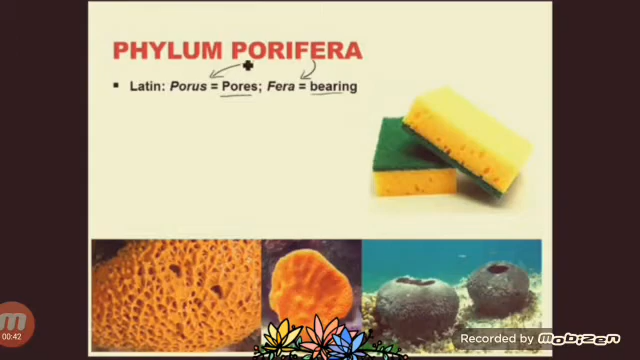 PHYLUM PORIFERA
▪ Latin: Porus = Pores; Fera = bearing
00:42
Recorded by Mobizen